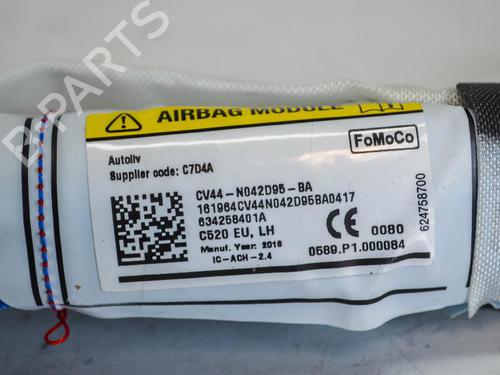 AIRBAG MODULE
FoMoCo
Autoliv
Supplier code: C7D4A
CV44-N042D95-BA
161964CV44N042D95BA0417
634258401A
C520 EU, LH
Manuf. Year: 2016
IC-ACH-2.4
CE 0080
0589.P1.000084
624758700
B-PARTS